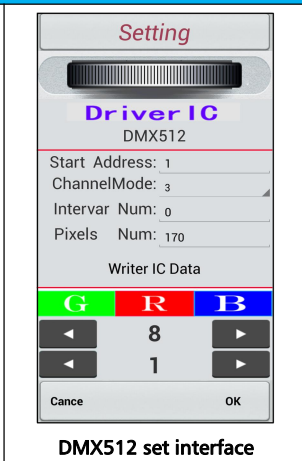 Setting
Driver IC
DMX512
Start Address: 1
ChannelMode: 3
Intervar Num: 0
Pixels Num: 170
Writer IC Data
G R B
8
1
Cance OK
DMX512 set interface